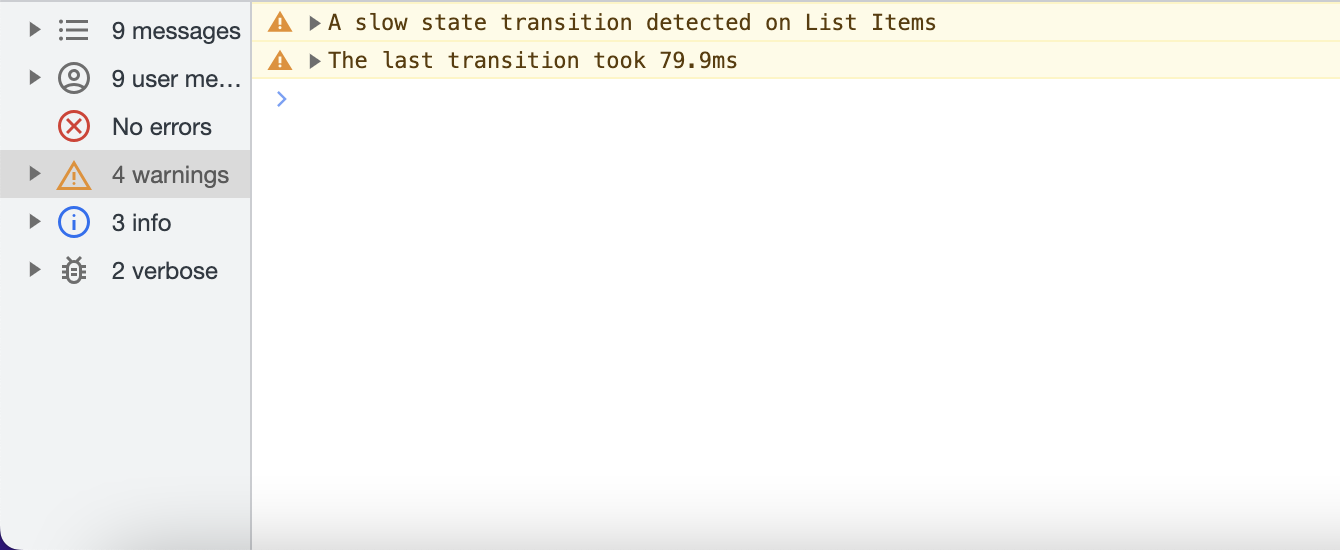 9 messages
9 user me…
No errors
4 warnings
3 info
2 verbose
A slow state transition detected on List Items
The last transition took 79.9ms